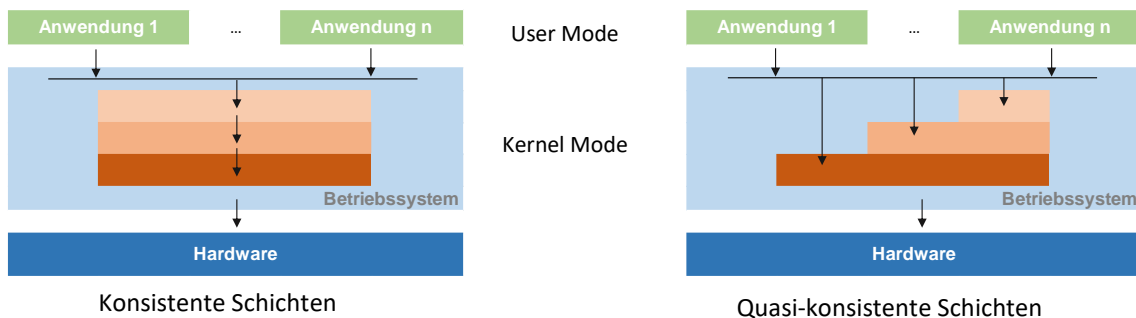 Anwendung 1
...
Anwendung n
User Mode
Anwendung 1
...
Anwendung n
Kernel Mode
Betriebssystem
Betriebssystem
Hardware
Hardware
Konsistente Schichten
Quasi-konsistente Schichten